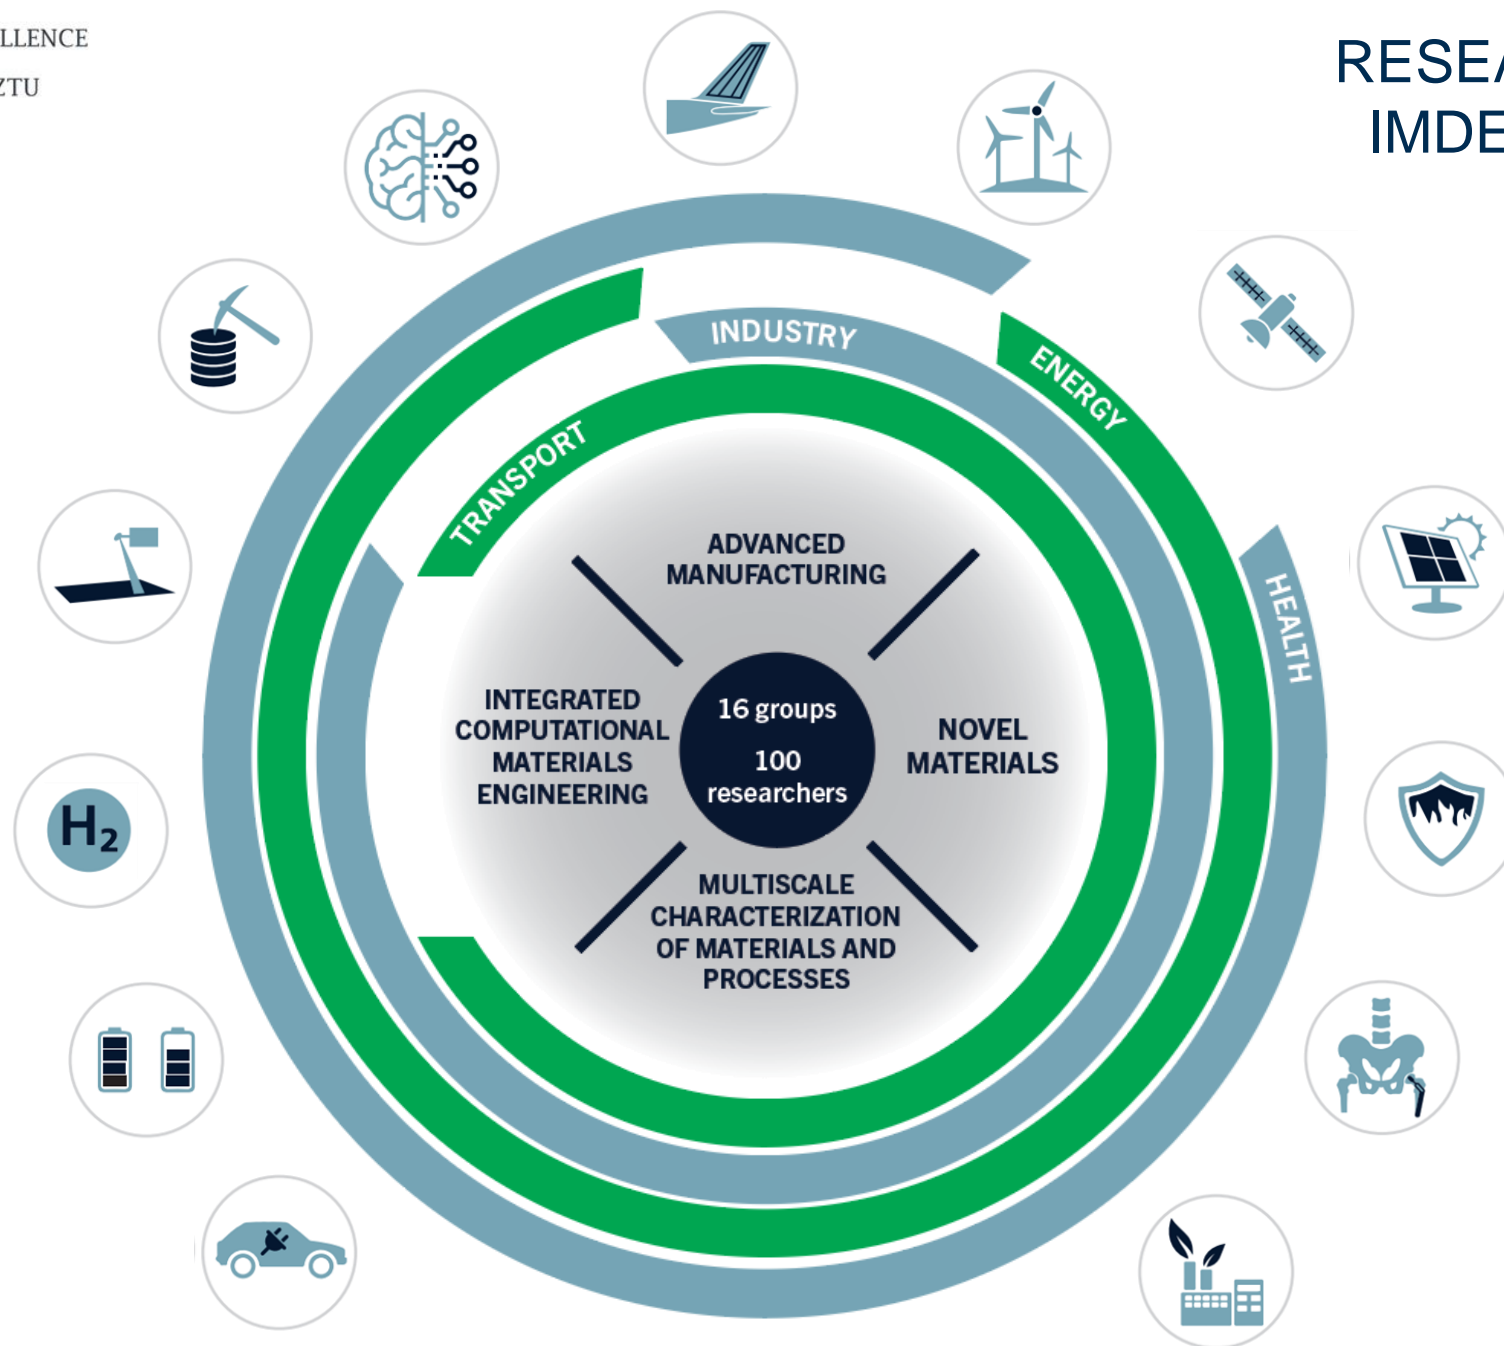 RESEA
IMDE
LLENCE
ZTU
INDUSTRY
ENERGY
TRANSPORT
HEALTH
ADVANCED
MANUFACTURING
INTEGRATED
COMPUTATIONAL
MATERIALS
ENGINEERING
16 groups
100
researchers
NOVEL
MATERIALS
MULTISCALE
CHARACTERIZATION
OF MATERIALS AND
PROCESSES
H₂